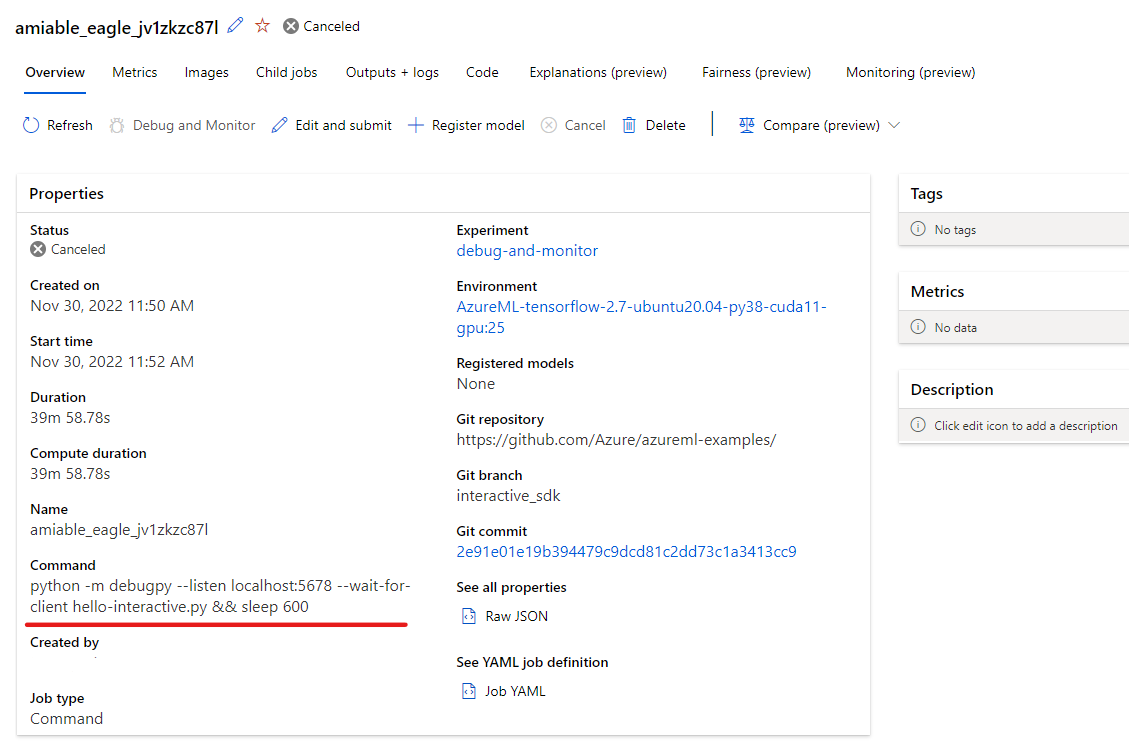 amiable_eagle_jv1zkzc87l Canceled
Overview Metrics Images Child jobs Outputs + logs Code Explanations (preview) Fairness (preview) Monitoring (preview)
Refresh Debug and Monitor Edit and submit Register model Cancel Delete Compare (preview)
Properties
Status
Canceled
Created on
Nov 30, 2022 11:50 AM
Start time
Nov 30, 2022 11:52 AM
Duration
39m 58.78s
Compute duration
39m 58.78s
Name
amiable_eagle_jv1zkzc87l
Command
python -m debugpy --listen localhost:5678 --wait-for-
client hello-interactive.py && sleep 600
Created by
Job type
Command
Experiment
debug-and-monitor
Environment
AzureML-tensorflow-2.7-ubuntu20.04-py38-cuda11-
gpu:25
Registered models
None
Git repository
https://github.com/Azure/azureml-examples/
Git branch
interactive_sdk
Git commit
2e91e01e19b394479c9dcd81c2dd73c1a3413cc9
See all properties
Raw JSON
See YAML job definition
Job YAML
Tags
No tags
Metrics
No data
Description
Click edit icon to add a description